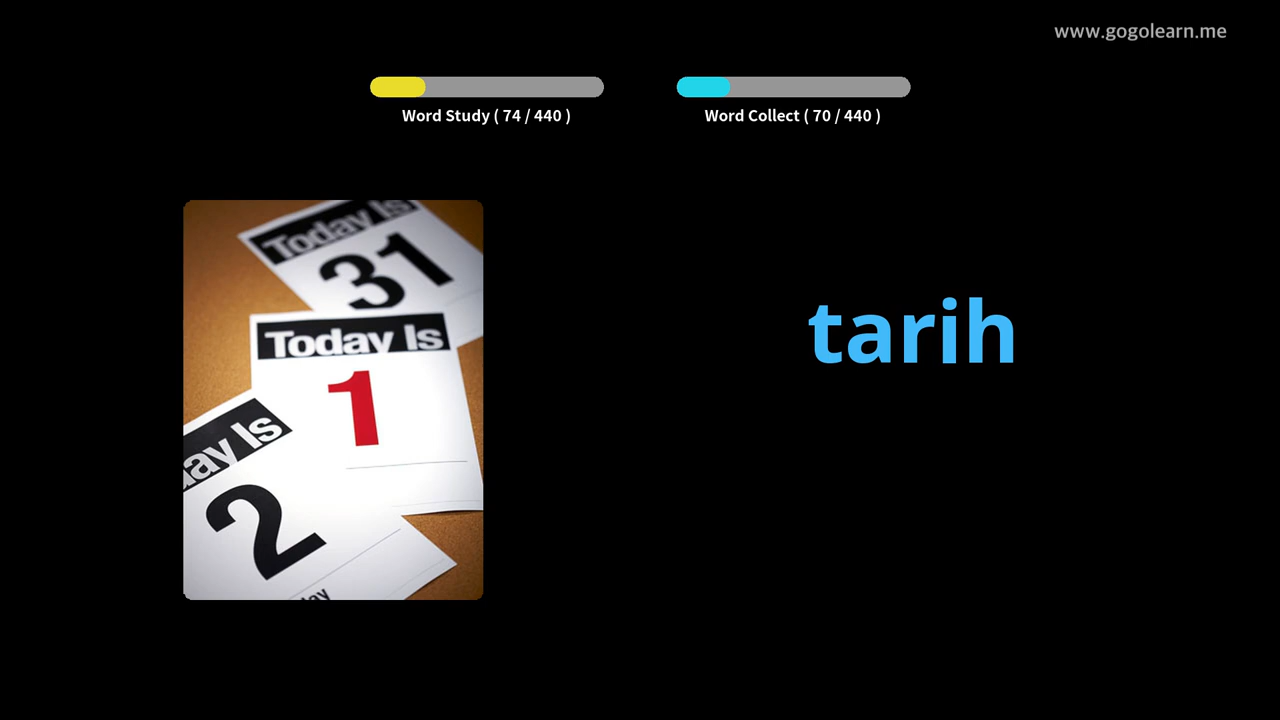 www.gogolearn.me
Word Study ( 74 / 440 )
Word Collect ( 70 / 440 )
Today Is
31
Today Is
1
ay Is
2
ay
tarih